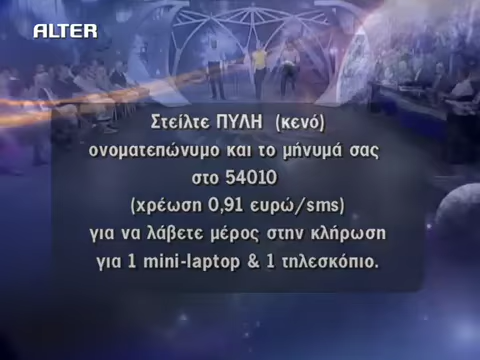 ALTER
Στείλτε ΠΥΛΗ (κενό)
ονοματεπώνυμο και το μήνυμά σας
στο 54010
(χρέωση 0,91 ευρώ/sms)
για να λάβετε μέρος στην κλήρωση
για 1 mini-laptop & 1 τηλεσκόπιο.